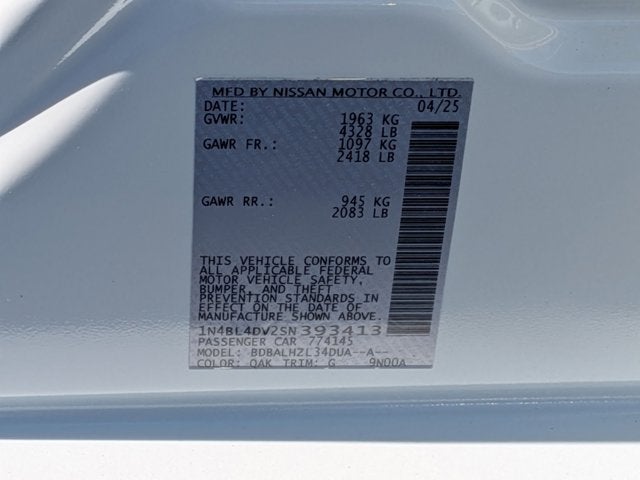 MFD BY NISSAN MOTOR CO., LTD.
DATE: 04/25
GVWR: 1963 KG
4328 LB
GAWR FR.: 1097 KG
2418 LB
GAWR RR.: 945 KG
2083 LB
THIS VEHICLE CONFORMS TO
ALL APPLICABLE FEDERAL
MOTOR VEHICLE SAFETY,
BUMPER, AND THEFT
PREVENTION STANDARDS IN
EFFECT ON THE DATE OF
MANUFACTURE SHOWN ABOVE
1N4BL4DV2SN393413
PASSENGER CAR 774145
MODEL: BDBALHZL34DUA--A--
COLOR: QAK TRIM: G 9N00A